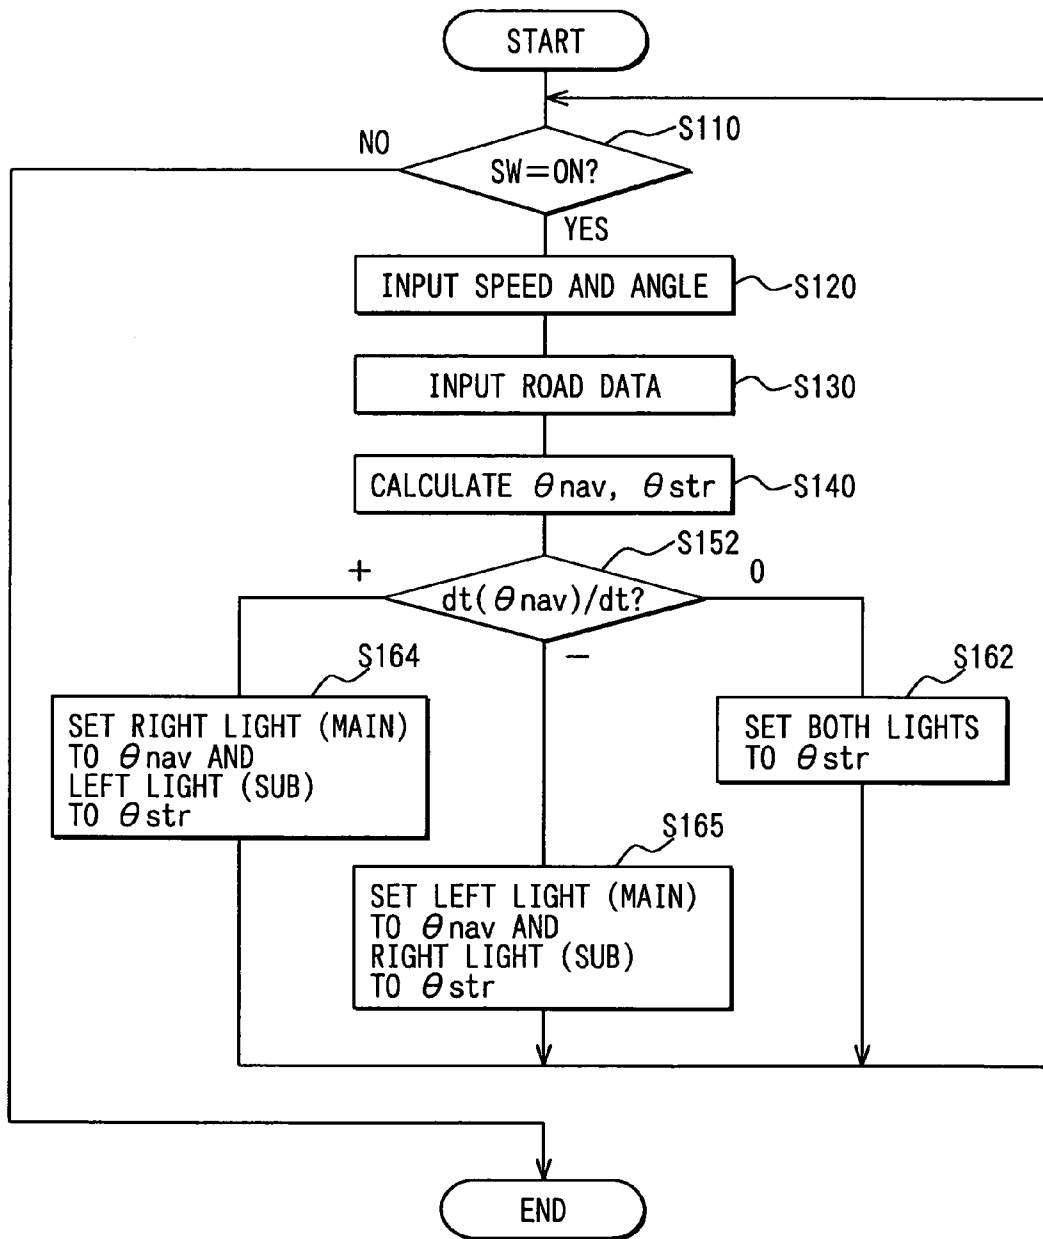 START
NO
S110
SW=ON?
YES
INPUT SPEED AND ANGLE
S120
INPUT ROAD DATA
S130
CALCULATE θnav, θstr
S140
S152
+
0
dt(θnav)/dt?
−
S164
SET RIGHT LIGHT (MAIN)
TO θnav AND
LEFT LIGHT (SUB)
TO θstr
S162
SET BOTH LIGHTS
TO θstr
S165
SET LEFT LIGHT (MAIN)
TO θnav AND
RIGHT LIGHT (SUB)
TO θstr
END